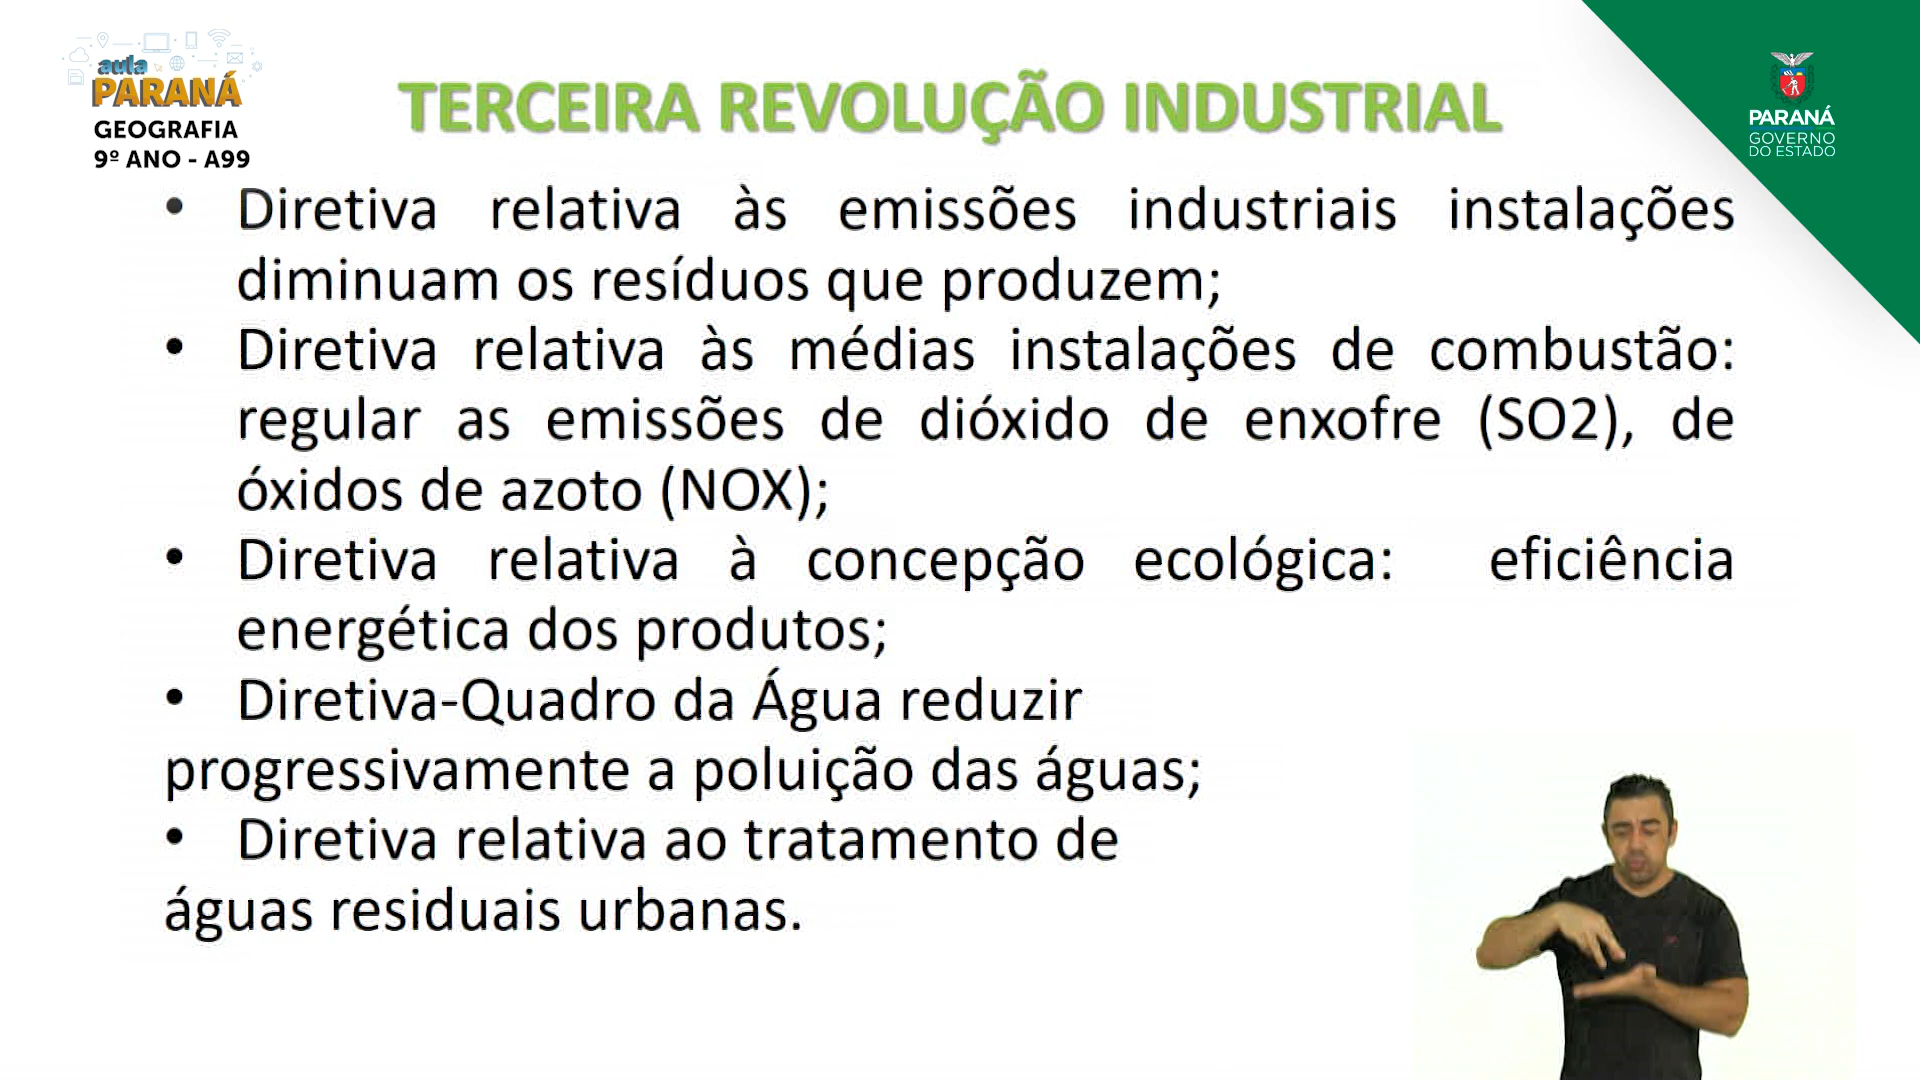 aula
PARANÁ
GEOGRAFIA
9º ANO - A99
TERCEIRA REVOLUÇÃO INDUSTRIAL
PARANÁ
GOVERNO
DO ESTADO
• Diretiva relativa às emissões industriais instalações
diminuam os resíduos que produzem;
• Diretiva relativa às médias instalações de combustão:
regular as emissões de dióxido de enxofre (SO2), de
óxidos de azoto (NOX);
• Diretiva relativa à concepção ecológica: eficiência
energética dos produtos;
• Diretiva-Quadro da Água reduzir
progressivamente a poluição das águas;
• Diretiva relativa ao tratamento de
águas residuais urbanas.